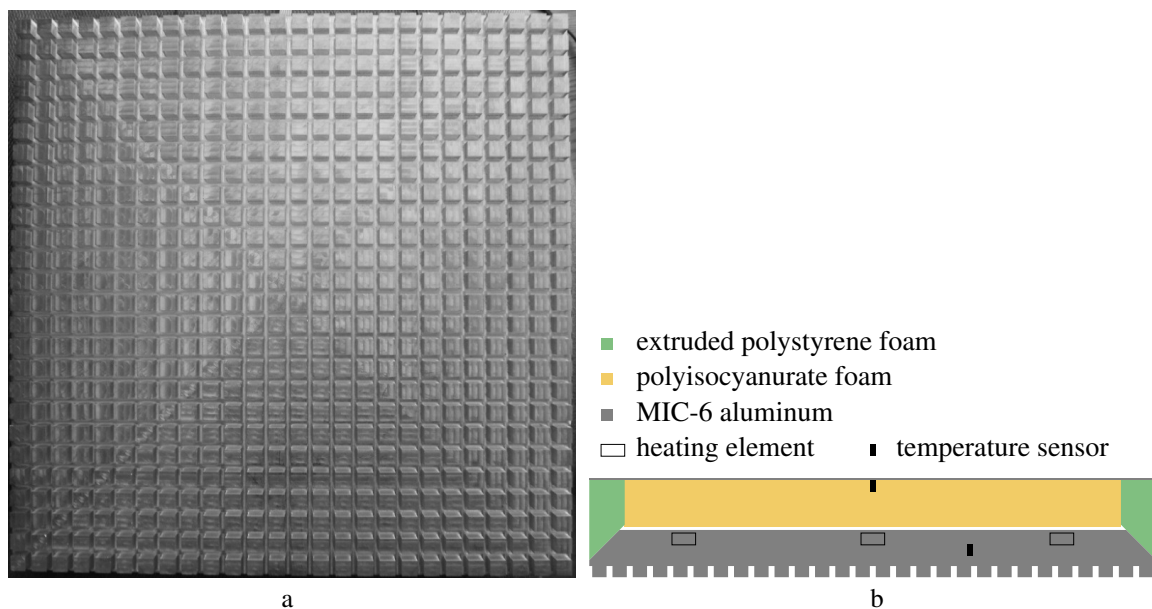 extruded polystyrene foam
polyisocyanurate foam
MIC-6 aluminum
heating element temperature sensor
a b